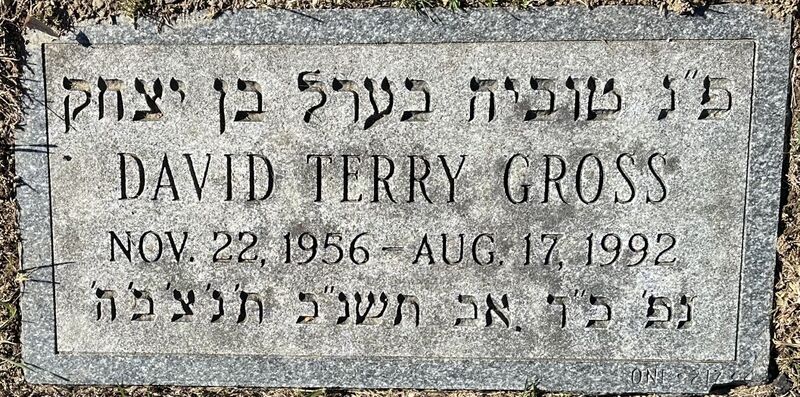 פ"נ טוביה בערל בן יצחק
DAVID TERRY GROSS
NOV. 22, 1956 – AUG. 17, 1992
נפ' כ"ד .אב תשנ"ב ת'נ'צ'ב'ה'